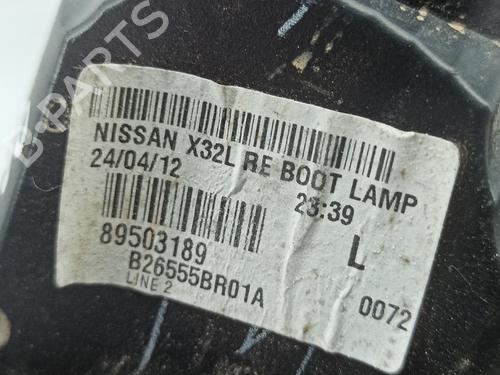 B-PARTS
NISSAN X32L RE BOOT LAMP
24/04/12 23:39
89503189 L
B26555BR01A
LINE 2 0072